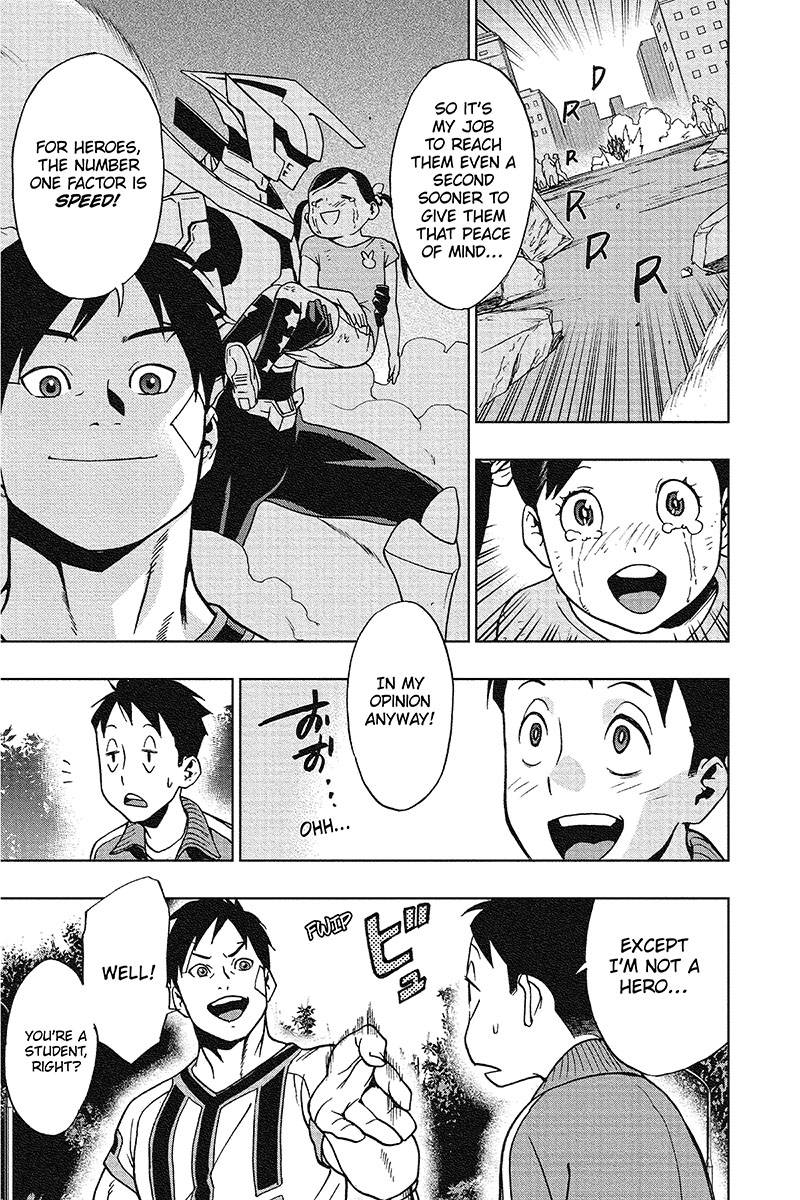 D
R
R
R
R
SO IT'S
MY JOB
TO REACH
THEM EVEN A
SECOND
SOONER TO
GIVE THEM
THAT PEACE
OF MIND...
FOR HEROES,
THE NUMBER
ONE FACTOR IS
SPEED!
IN MY
OPINION
ANYWAY!
おお..
OHH...
EXCEPT
I'M NOT A
HERO...
ビュ
FWIP
WELL!
YOU'RE A
STUDENT,
RIGHT?